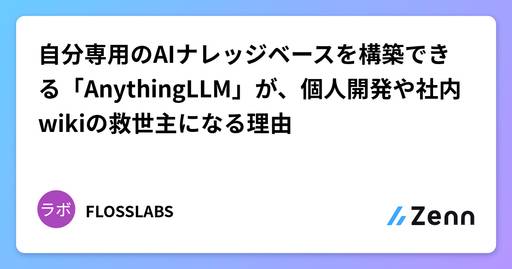 自分専用のAIナレッジベースを構築でき
る「AnythingLLM」が、個人開発や社内
wikiの救世主になる理由
ラボ
FLOSSLABS
Zenn